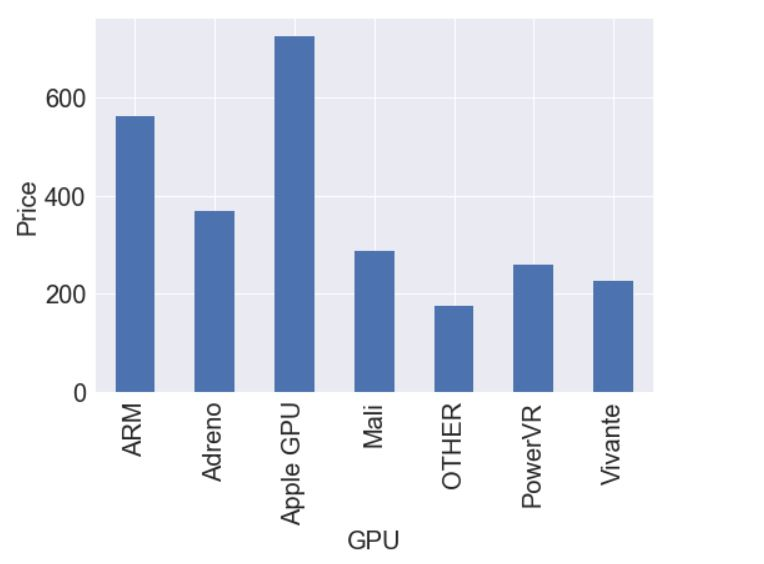 600
400
200
0
Price
ARM
Adreno
Apple GPU
Mali
OTHER
PowerVR
Vivante
GPU